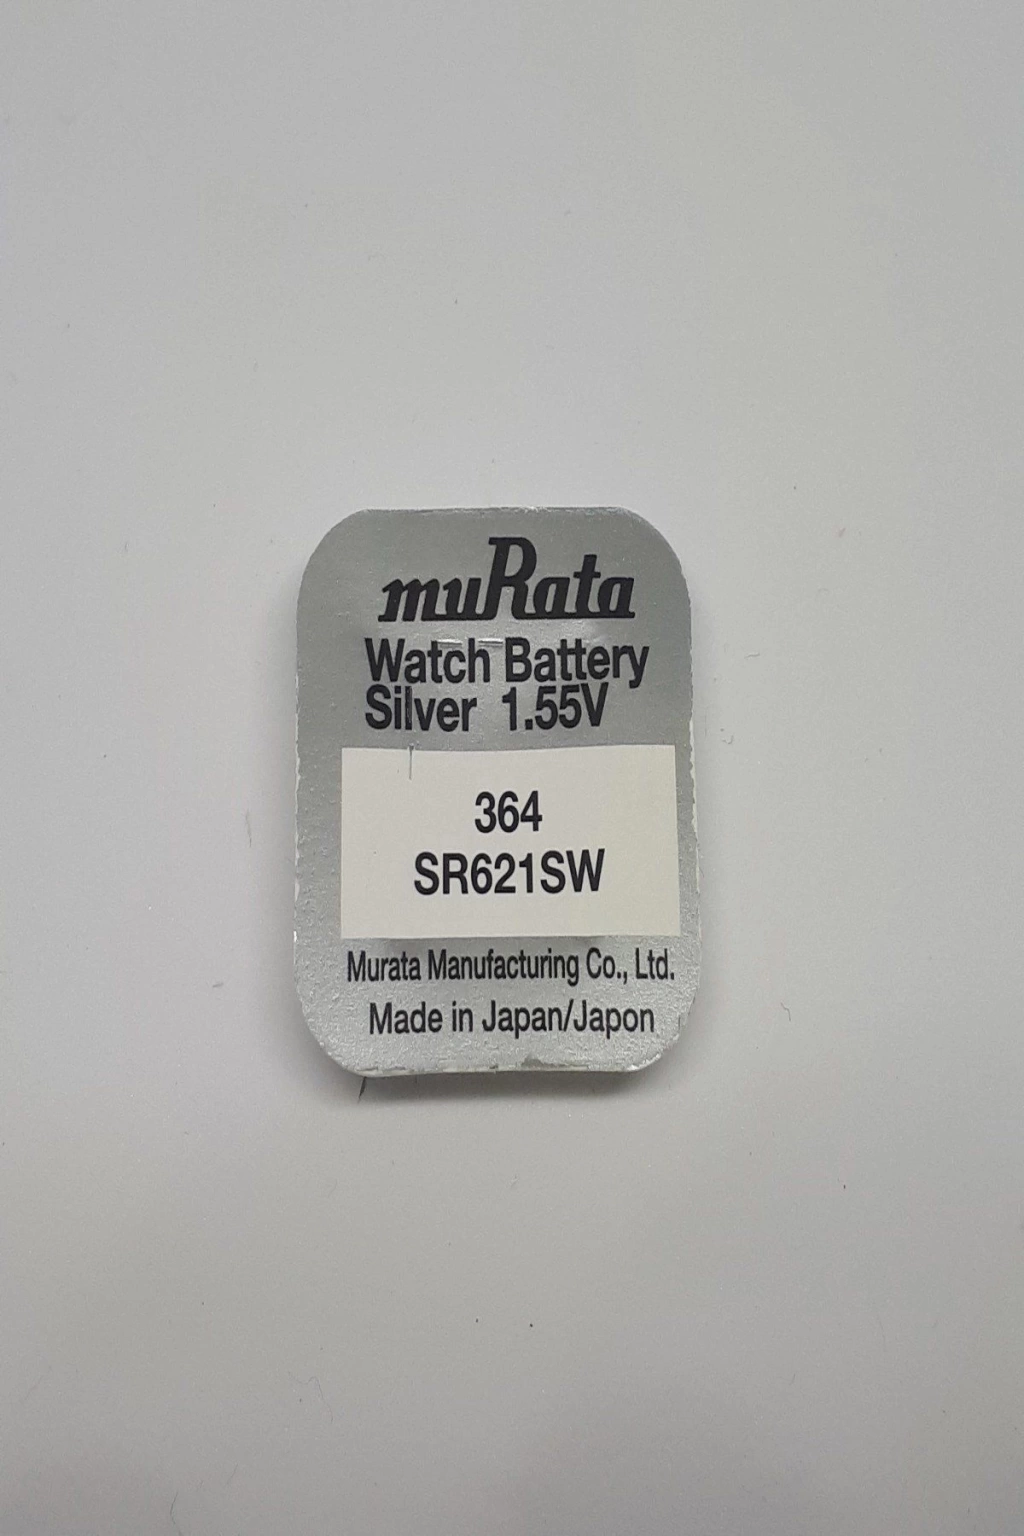 muRata
Watch Battery
Silver 1.55V
364
SR621SW
Murata Manufacturing Co., Ltd.
Made in Japan/Japon